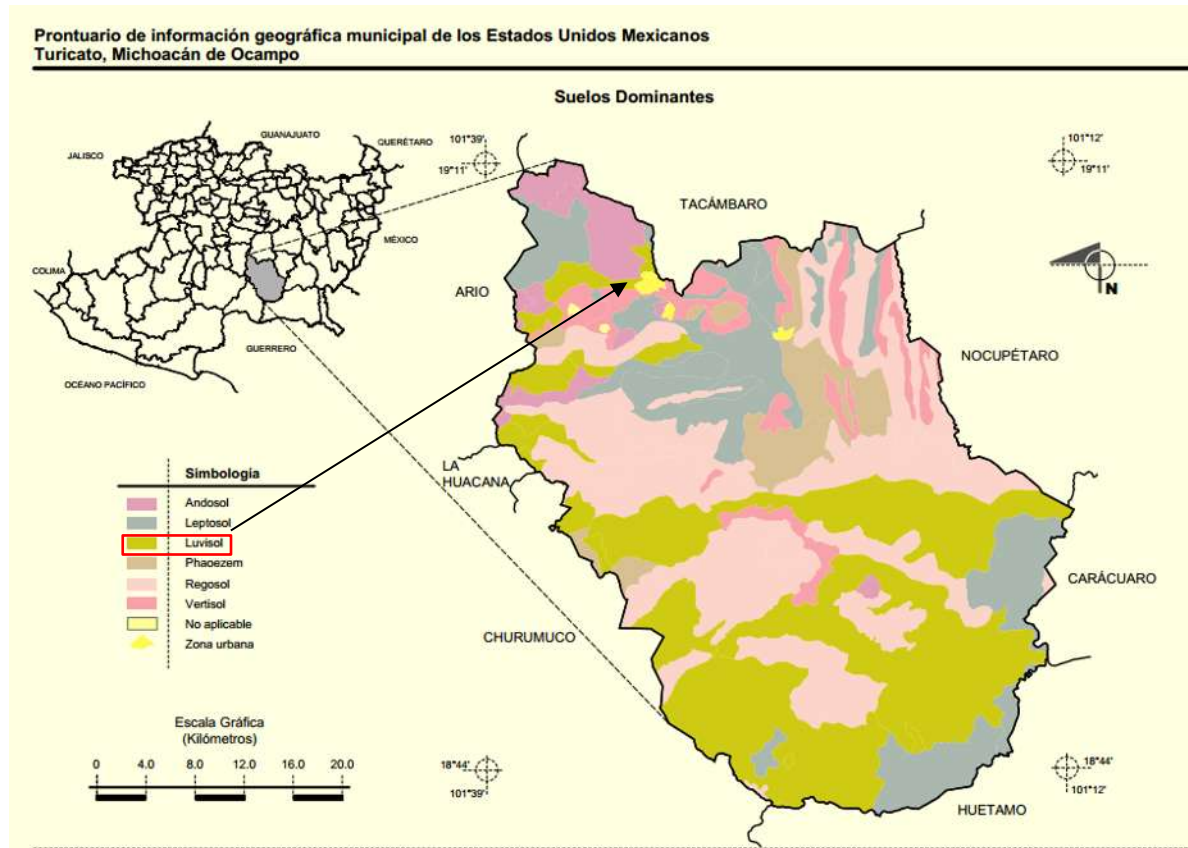 Prontuario de información geográfica municipal de los Estados Unidos Mexicanos
Turicato, Michoacán de Ocampo
Suelos Dominantes
GUANAJUATO
QUERÉTARO
JALISCO
MÉXICO
COLIMA
GUERRERO
OCÉANO PACÍFICO
101°39'
19°11'
101°12'
19°11'
TACÁMBARO
ARIO
N
NOCUPÉTARO
LA
HUACANA
Simbología
Andosol
Leptosol
Luvisol
Phaoezem
Regosol
Vertisol
No aplicable
Zona urbana
CARÁCUARO
CHURUMUCO
Escala Gráfica
(Kilómetros)
0 4.0 8.0 12.0 16.0 20.0
18°44'
101°39'
18°44'
101°12'
HUETAMO